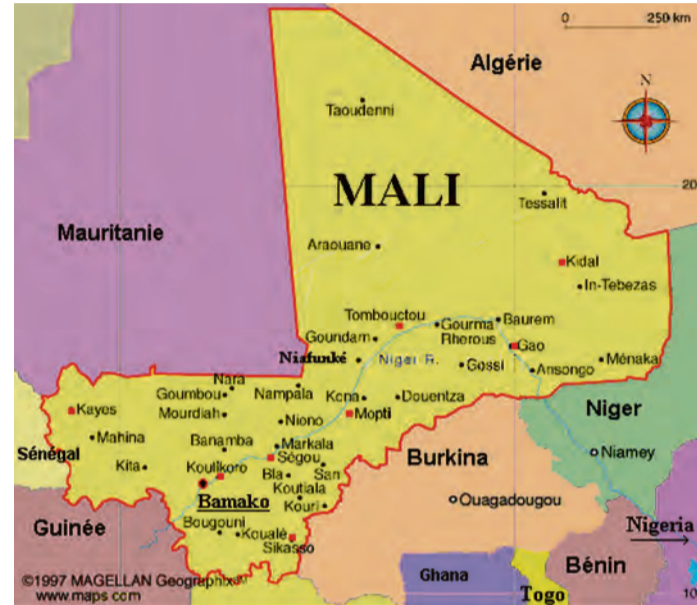 0 250 km
Algérie
N
Taoudenni
MALI
20
Tessalit
Mauritanie
Araouane
Kidal
In-Tebezas
Tombouctou
Gourma
Rherous
Baurem
Goundam
Niafunké
Niger R.
Gao
Gossi
Ansongo
Ménaka
Nara
Nampala
Goumbou
Kona
Douentza
Niger
Kayes
Mourdiah
Niono
Mopti
Mahina
Banamba
Markala
Niamey
Sénégal
Kita
Koulikoro
Ségou
Bla
San
Burkina
Bamako
Koutiala
Kouri
Ouagadougou
Guinée
Bougouni
Koualé
Sikasso
Nigeria
Bénin
©1997 MAGELLAN Geographix℠
www.maps.com
Ghana
Togo
10